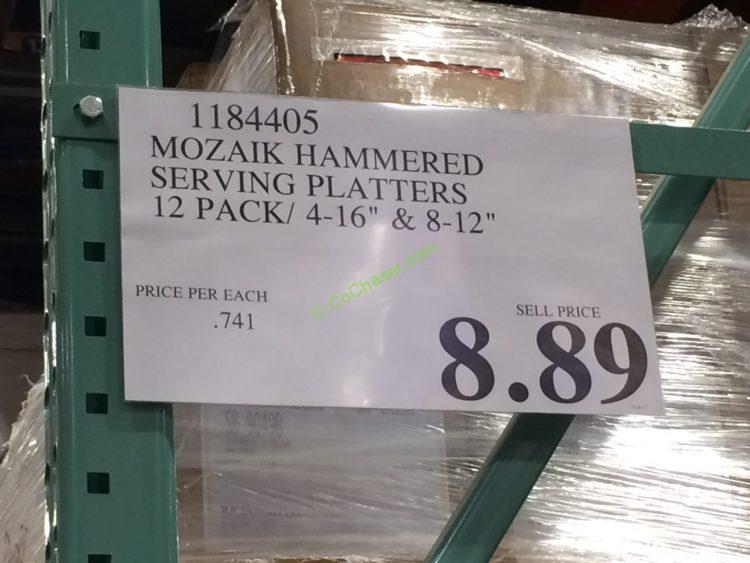 1184405
MOZAIK HAMMERED
SERVING PLATTERS
12 PACK/ 4-16" & 8-12"
© CoChaser.com
PRICE PER EACH
.741
SELL PRICE
8.89